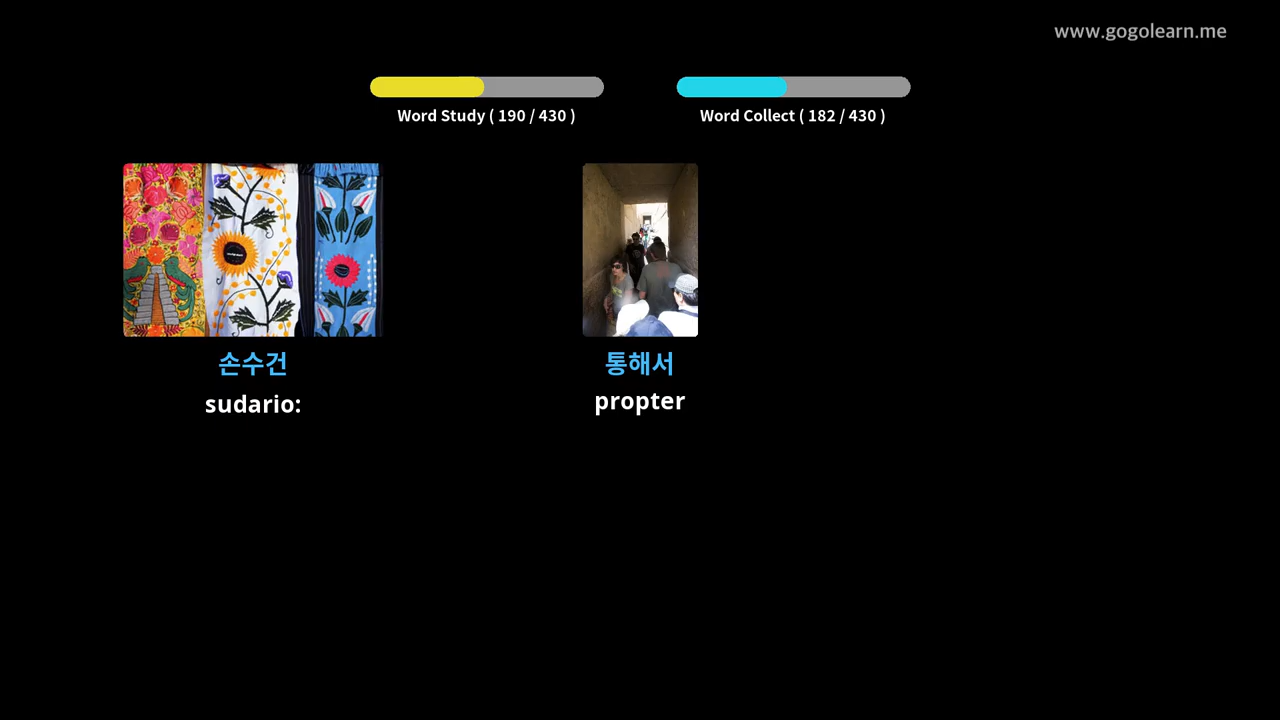 www.gogolearn.me
Word Study ( 190 / 430 )
Word Collect ( 182 / 430 )
손수건
sudario:
통해서
propter